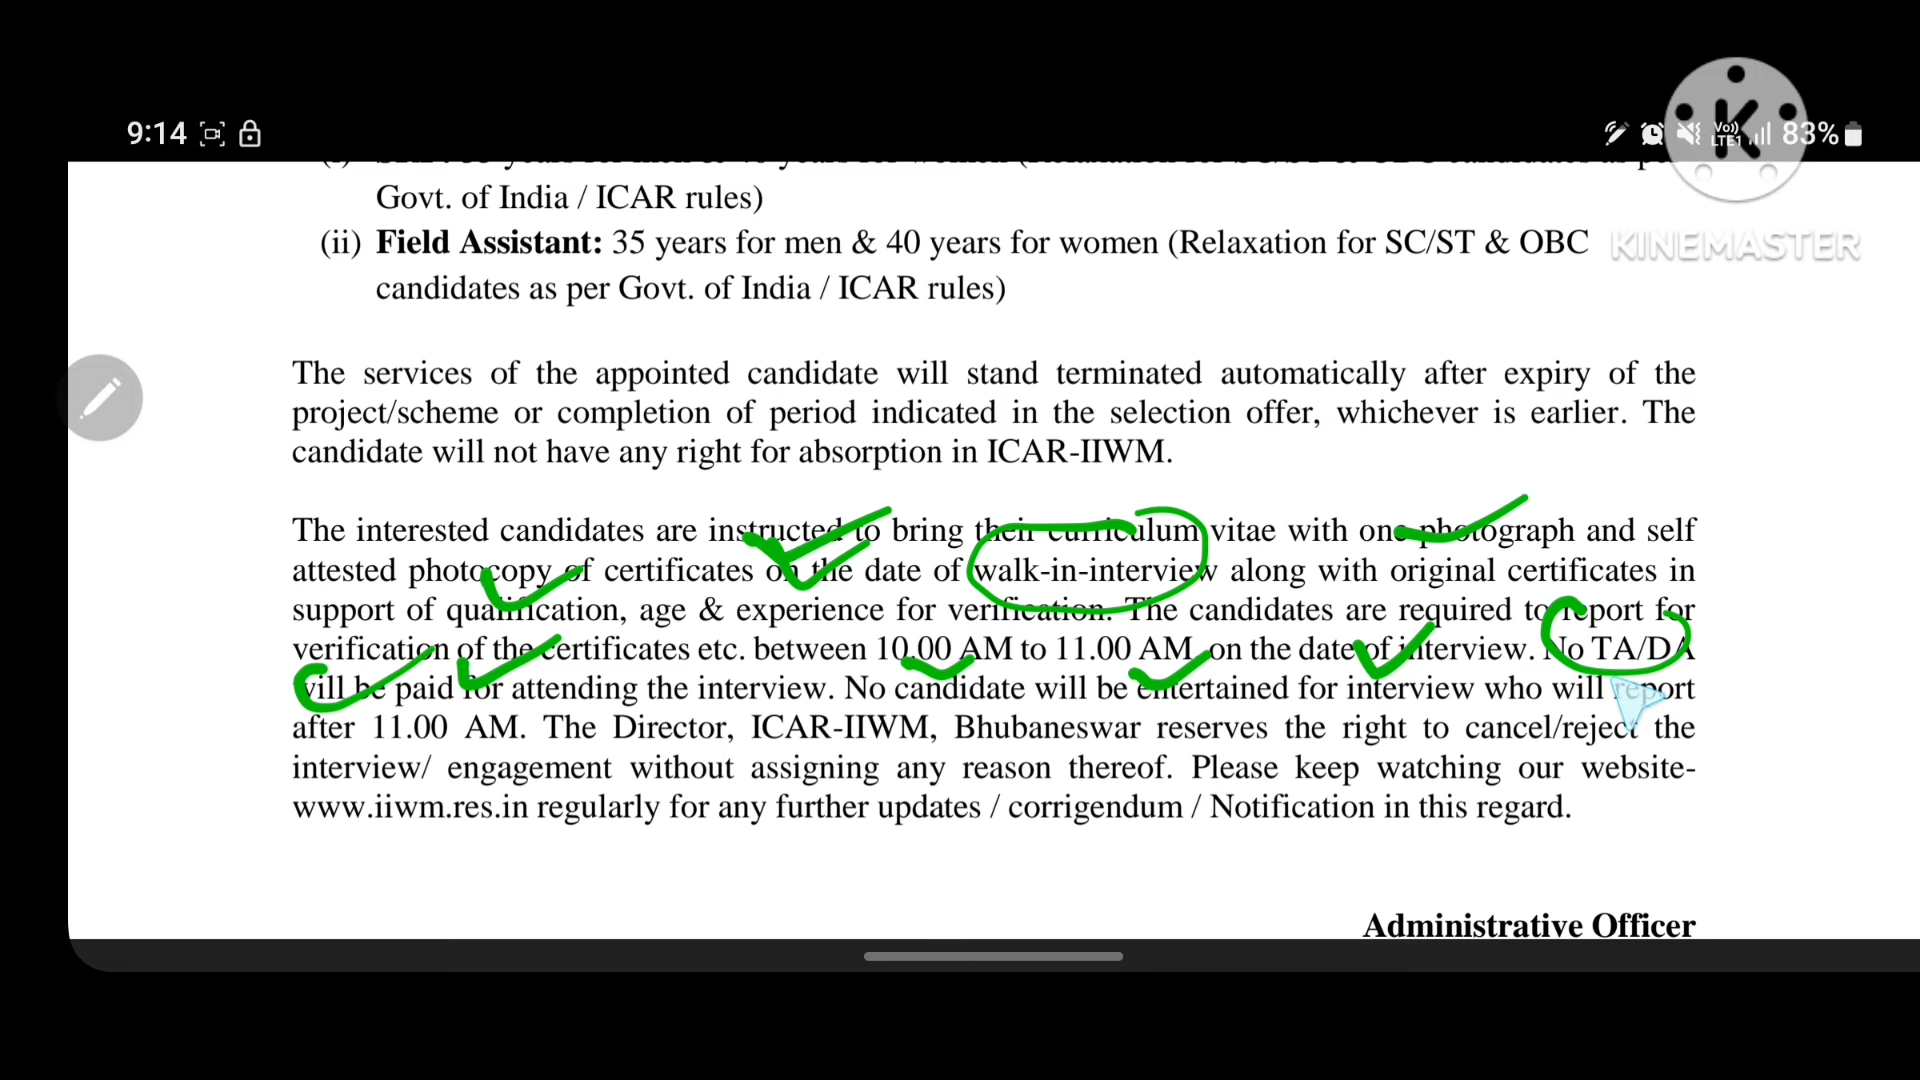 9:14
Vo))
LTE1
83%
K
KINEMASTER
Govt. of India / ICAR rules)
(ii) Field Assistant: 35 years for men & 40 years for women (Relaxation for SC/ST & OBC
candidates as per Govt. of India / ICAR rules)
The services of the appointed candidate will stand terminated automatically after expiry of the
project/scheme or completion of period indicated in the selection offer, whichever is earlier. The
candidate will not have any right for absorption in ICAR-IIWM.
The interested candidates are instructed to bring their curriculum vitae with one photograph and self
attested photocopy of certificates on the date of walk-in-interview along with original certificates in
support of qualification, age & experience for verification. The candidates are required to report for
verification of the certificates etc. between 10.00 AM to 11.00 AM on the date of interview. No TA/DA
will be paid for attending the interview. No candidate will be entertained for interview who will report
after 11.00 AM. The Director, ICAR-IIWM, Bhubaneswar reserves the right to cancel/reject the
interview/ engagement without assigning any reason thereof. Please keep watching our website-
www.iiwm.res.in regularly for any further updates / corrigendum / Notification in this regard.
Administrative Officer